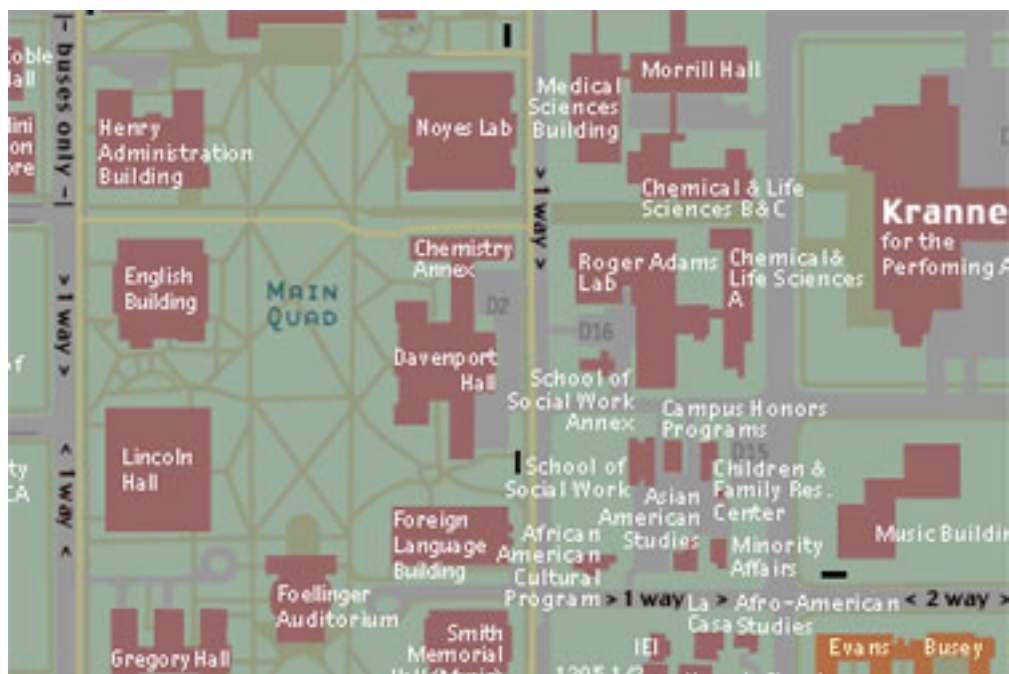 |— buses only —|
Coble
Hall
Henry
Administration
Building
Noyes Lab
Medical
Sciences
Building
Morrill Hall
Chemical & Life
Sciences B&C
> 1 way >
Kranne
for the
Perfoming A
Chemistry
Annex
Roger Adams
Lab
Chemical &
Life Sciences
A
English
Building
MAIN
QUAD
D2
D16
> 1 way >
Davenport
Hall
School of
Social Work
Annex
Campus Honors
Programs
D15
Lincoln
Hall
< 1 way <
School of
Social Work
Children &
Family Res.
Center
Asian
American
Studies
Foreign
Language
Building
African
American
Cultural
Program
Minority
Affairs
Music Buildin
Foellinger
Auditorium
> 1 way >
La
Casa
Afro-American
Studies
< 2 way >
Gregory Hall
Smith
Memorial
IEI
Evans
Busey